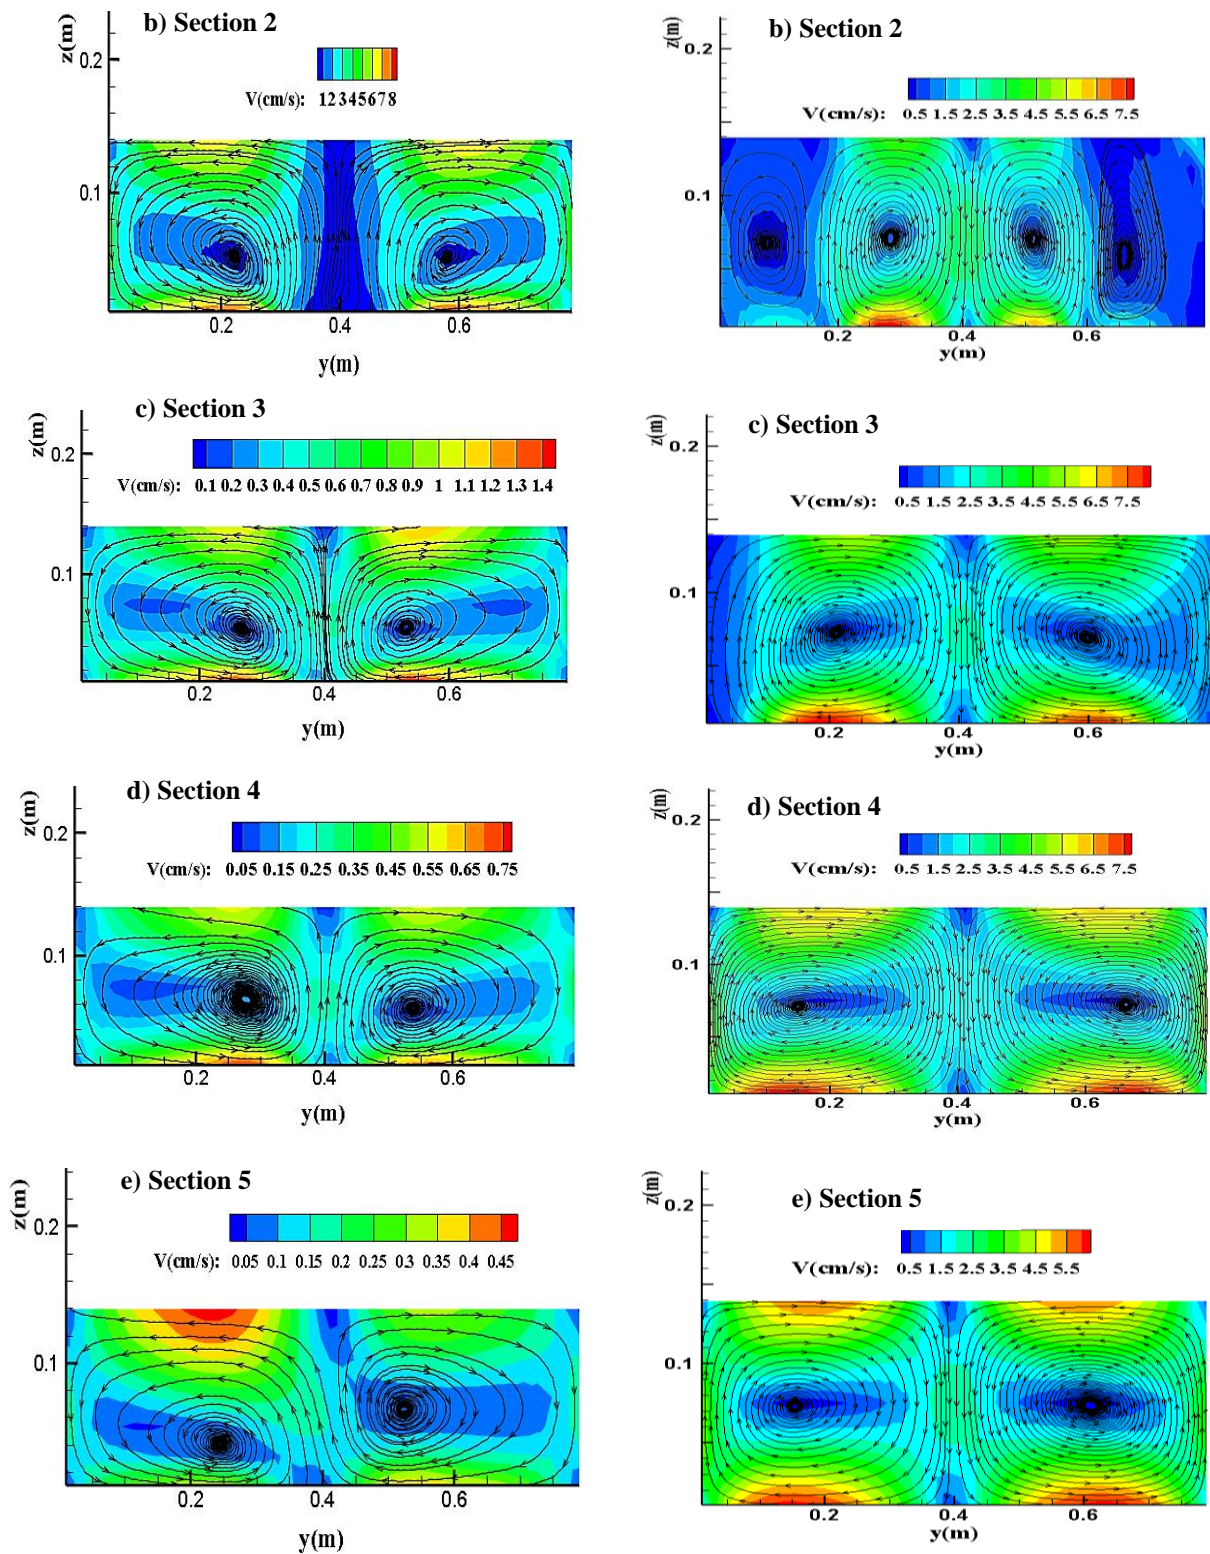 b) Section 2
z(m)
0.2
V(cm/s): 1 2 3 4 5 6 7 8
0.1
0.2 0.4 0.6
y(m)
b) Section 2
z(m)
0.2
V(cm/s): 0.5 1.5 2.5 3.5 4.5 5.5 6.5 7.5
0.1
0.2 0.4 0.6
y(m)
c) Section 3
z(m)
0.2
V(cm/s): 0.1 0.2 0.3 0.4 0.5 0.6 0.7 0.8 0.9 1 1.1 1.2 1.3 1.4
0.1
0.2 0.4 0.6
y(m)
c) Section 3
z(m)
0.2
V(cm/s): 0.5 1.5 2.5 3.5 4.5 5.5 6.5 7.5
0.1
0.2 0.4 0.6
y(m)
d) Section 4
z(m)
0.2
V(cm/s): 0.05 0.15 0.25 0.35 0.45 0.55 0.65 0.75
0.1
0.2 0.4 0.6
y(m)
d) Section 4
z(m)
0.2
V(cm/s): 0.5 1.5 2.5 3.5 4.5 5.5 6.5 7.5
0.1
0.2 0.4 0.6
y(m)
e) Section 5
z(m)
0.2
V(cm/s): 0.05 0.1 0.15 0.2 0.25 0.3 0.35 0.4 0.45
0.1
0.2 0.4 0.6
y(m)
e) Section 5
z(m)
0.2
V(cm/s): 0.5 1.5 2.5 3.5 4.5 5.5
0.1
0.2 0.4 0.6
y(m)